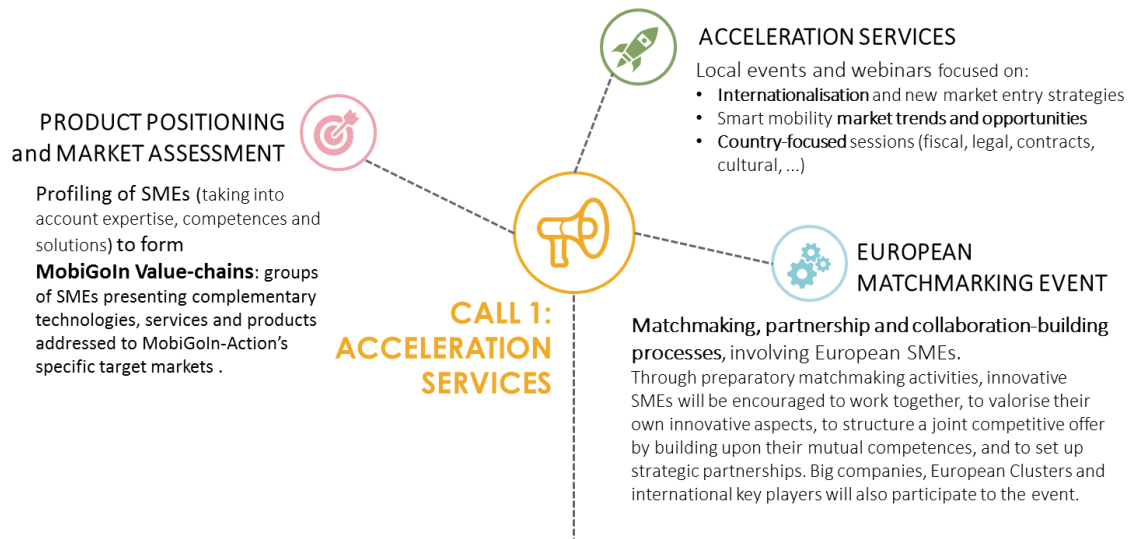 PRODUCT POSITIONING
and MARKET ASSESSMENT
Profiling of SMEs (taking into
account expertise, competences and
solutions) to form
MobiGoIn Value-chains: groups
of SMEs presenting complementary
technologies, services and products
addressed to MobiGoIn-Action’s
specific target markets .
CALL 1:
ACCELERATION
SERVICES
ACCELERATION SERVICES
Local events and webinars focused on:
• Internationalisation and new market entry strategies
• Smart mobility market trends and opportunities
• Country-focused sessions (fiscal, legal, contracts,
cultural, ...)
EUROPEAN
MATCHMARKING EVENT
Matchmaking, partnership and collaboration-building
processes, involving European SMEs.
Through preparatory matchmaking activities, innovative
SMEs will be encouraged to work together, to valorise their
own innovative aspects, to structure a joint competitive offer
by building upon their mutual competences, and to set up
strategic partnerships. Big companies, European Clusters and
international key players will also participate to the event.